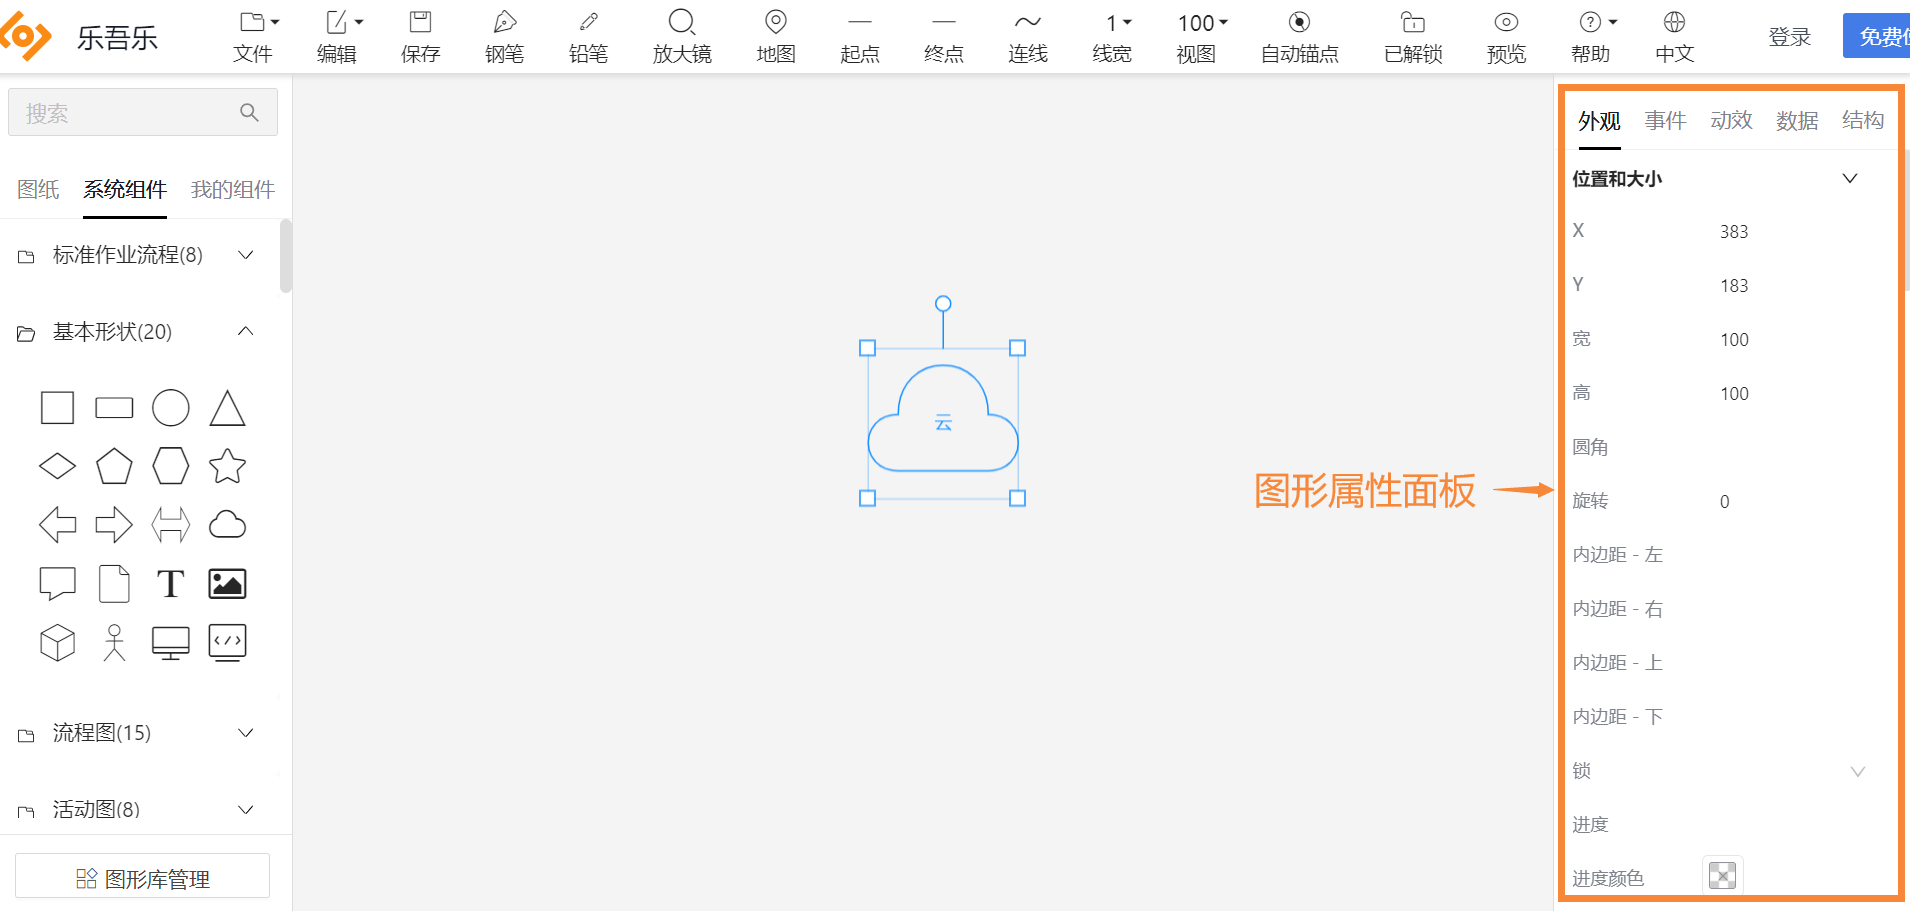 乐吾乐
文件
编辑
保存
钢笔
铅笔
放大镜
地图
起点
终点
连线
1
线宽
100
视图
自动锚点
已解锁
预览
帮助
中文
登录
免费
搜索
图纸 系统组件 我的组件
标准作业流程(8)
基本形状(20)
T
流程图(15)
活动图(8)
图形库管理
云
图形属性面板
外观 事件 动效 数据 结构
位置和大小
X 383
Y 183
宽 100
高 100
圆角
旋转 0
内边距 - 左
内边距 - 右
内边距 - 上
内边距 - 下
锁
进度
进度颜色